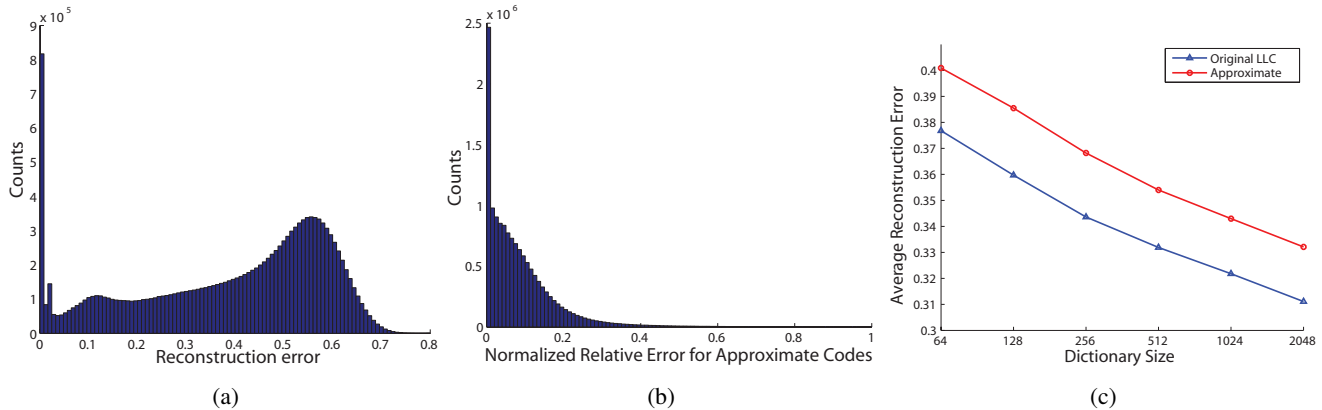 x 10^5
9
8
7
6
5
4
3
2
1
0
Counts
0 0.1 0.2 0.3 0.4 0.5 0.6 0.7 0.8
Reconstruction error
(a)
x 10^6
2.5
2
1.5
1
0.5
0
Counts
0 0.2 0.4 0.6 0.8 1
Normalized Relative Error for Approximate Codes
(b)
Original LLC
Approximate
0.4
0.39
0.38
0.37
0.36
0.35
0.34
0.33
0.32
0.31
0.3
Average Reconstruction Error
64 128 256 512 1024 2048
Dictionary Size
(c)